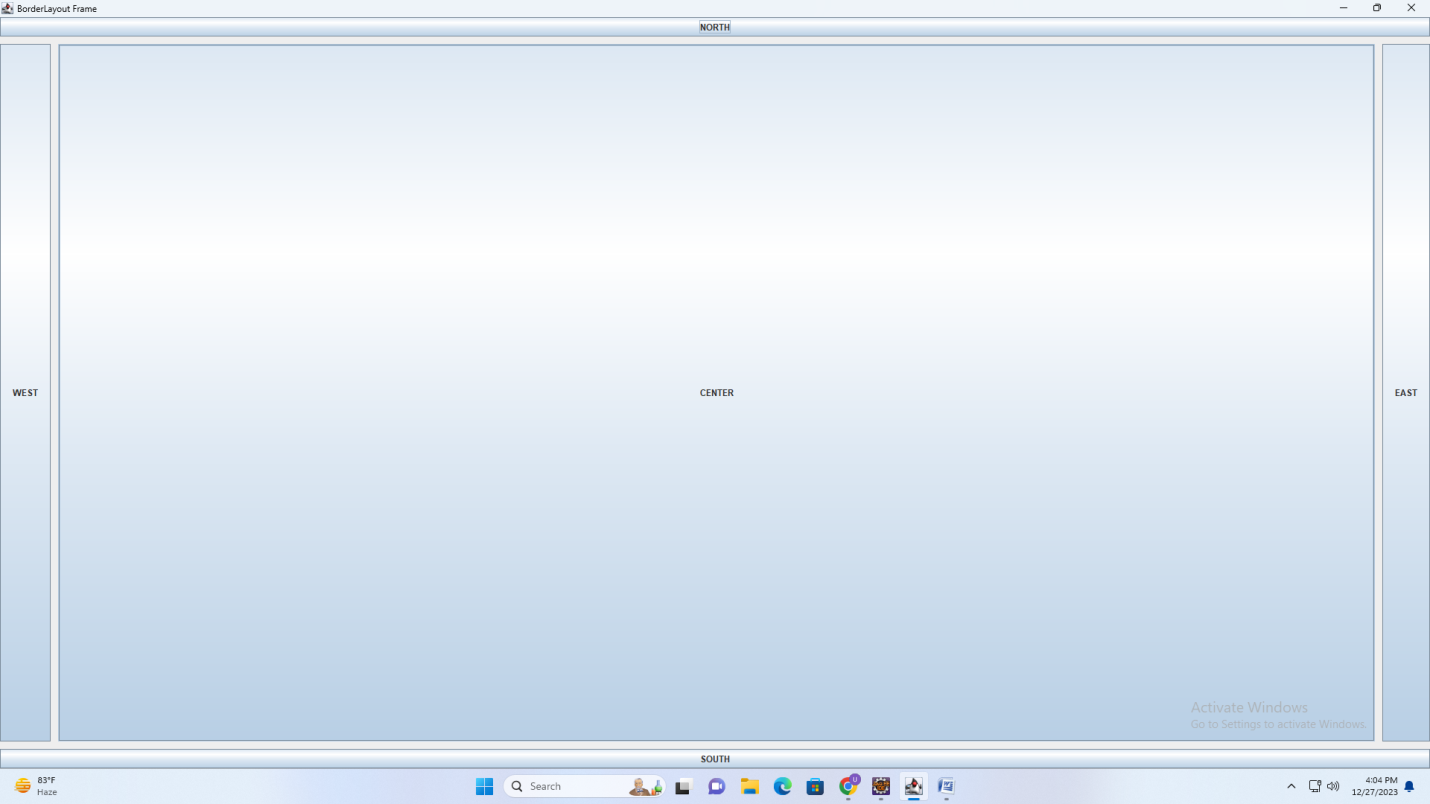 BorderLayout Frame
NORTH
WEST
CENTER
EAST
Activate Windows
Go to Settings to activate Windows.
SOUTH
83°F
Haze
Search
U
4:04 PM
12/27/2023